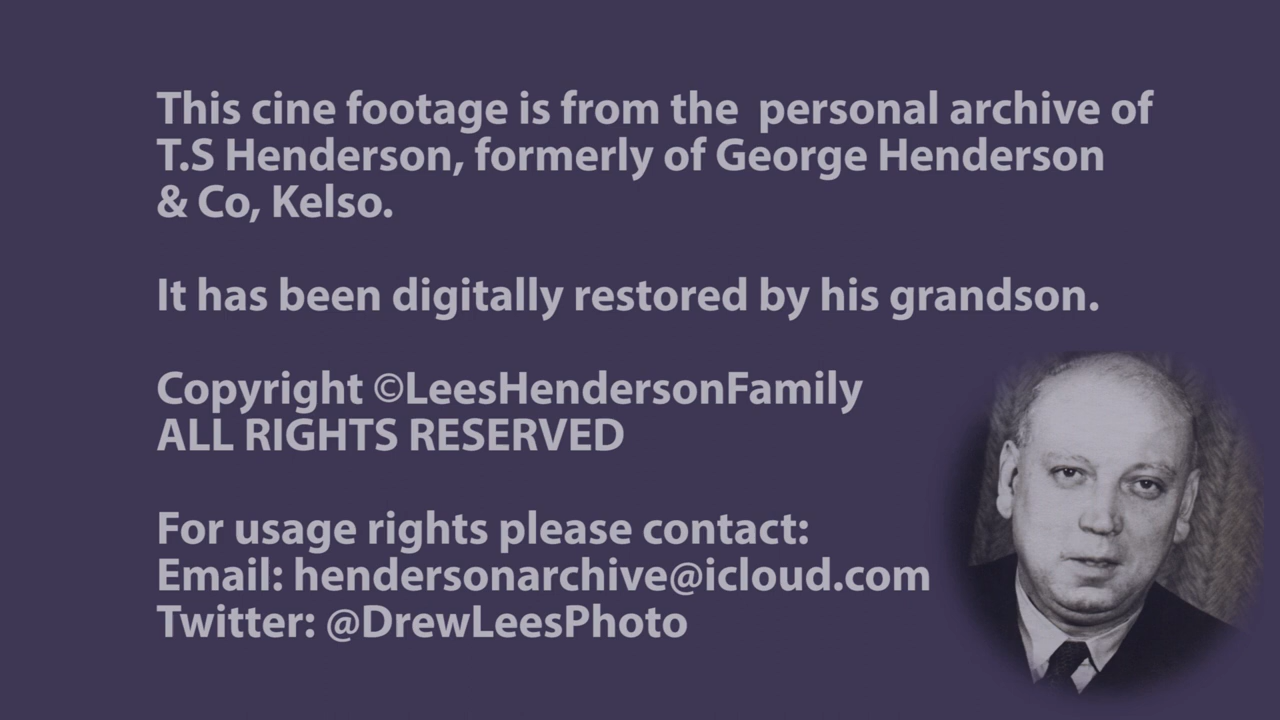 This cine footage is from the  personal archive of
T.S Henderson, formerly of George Henderson
& Co, Kelso.
It has been digitally restored by his grandson.
Copyright ©LeesHendersonFamily
ALL RIGHTS RESERVED
For usage rights please contact:
Email: hendersonarchive@icloud.com
Twitter: @DrewLeesPhoto